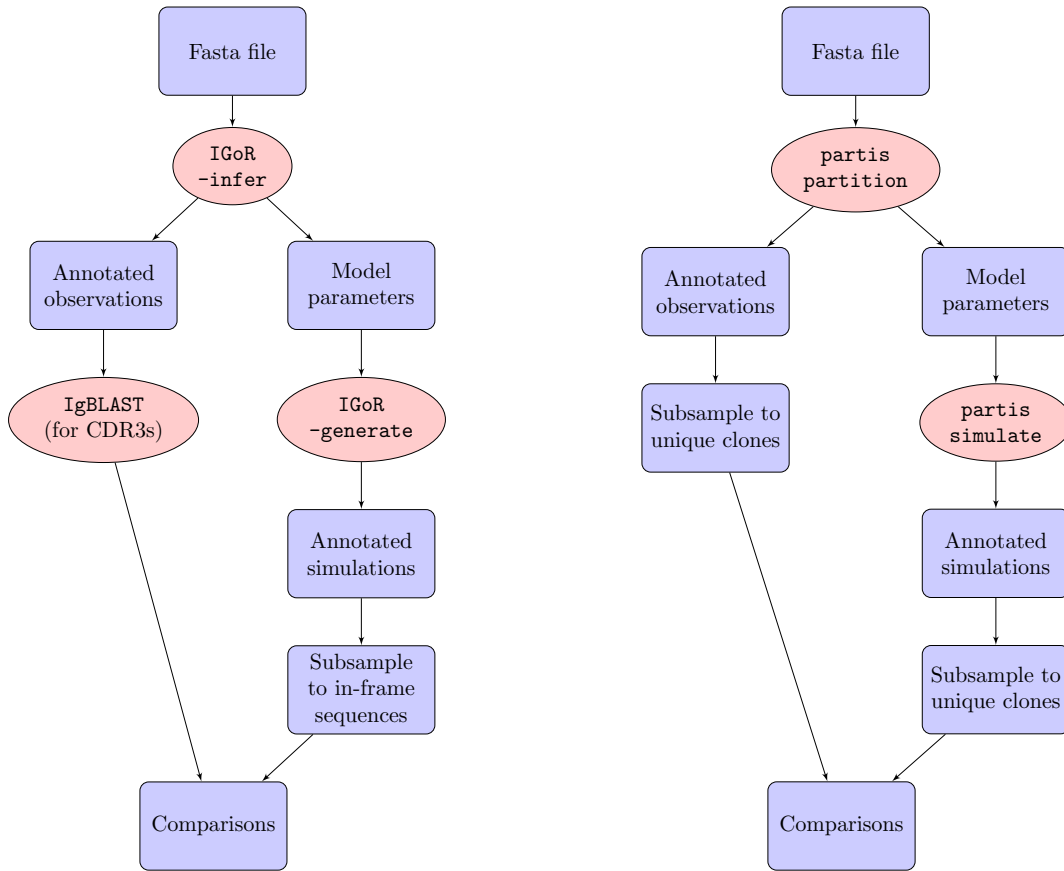 Fasta file
IGoR
-infer
Annotated
observations
Model
parameters
IgBLAST
(for CDR3s)
IGoR
-generate
Annotated
simulations
Subsample
to in-frame
sequences
Comparisons
Fasta file
partis
partition
Annotated
observations
Model
parameters
Subsample to
unique clones
partis
simulate
Annotated
simulations
Subsample to
unique clones
Comparisons